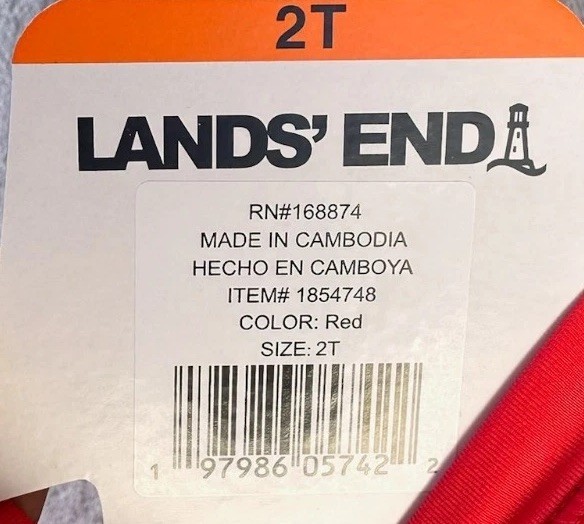 2T
LANDS' END
RN#168874
MADE IN CAMBODIA
HECHO EN CAMBOYA
ITEM# 1854748
COLOR: Red
SIZE: 2T
1 97986 05742 2